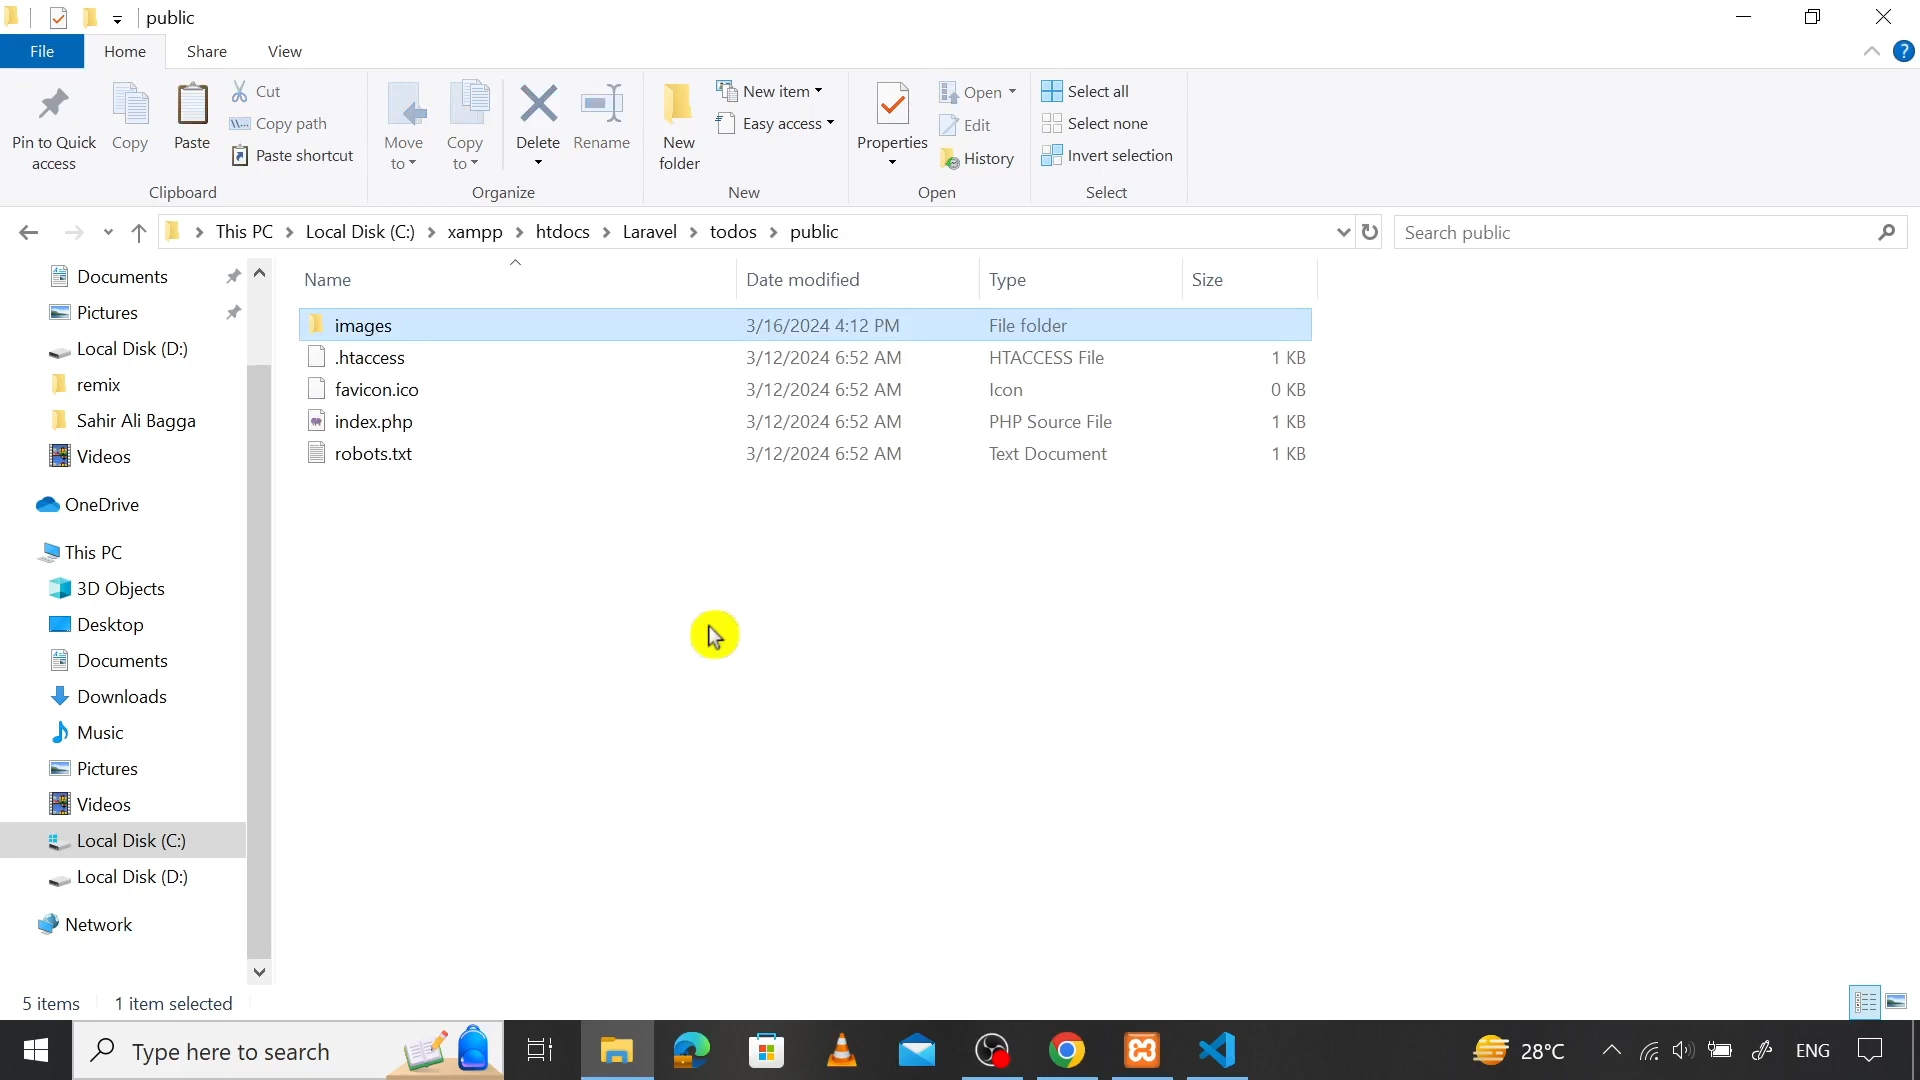 public
File Home Share View
Pin to Quick access
Copy
Paste
Cut
Copy path
Paste shortcut
Clipboard
Move to
Copy to
Delete
Rename
Organize
New folder
New item
Easy access
New
Properties
Open
Edit
History
Open
Select all
Select none
Invert selection
Select
This PC > Local Disk (C:) > xampp > htdocs > Laravel > todos > public
Search public
Name Date modified Type Size
images 3/16/2024 4:12 PM File folder
.htaccess 3/12/2024 6:52 AM HTACCESS File 1 KB
favicon.ico 3/12/2024 6:52 AM Icon 0 KB
index.php 3/12/2024 6:52 AM PHP Source File 1 KB
robots.txt 3/12/2024 6:52 AM Text Document 1 KB
Documents
Pictures
Local Disk (D:)
remix
Sahir Ali Bagga
Videos
OneDrive
This PC
3D Objects
Desktop
Documents
Downloads
Music
Pictures
Videos
Local Disk (C:)
Local Disk (D:)
Network
5 items 1 item selected
Type here to search
28°C
ENG